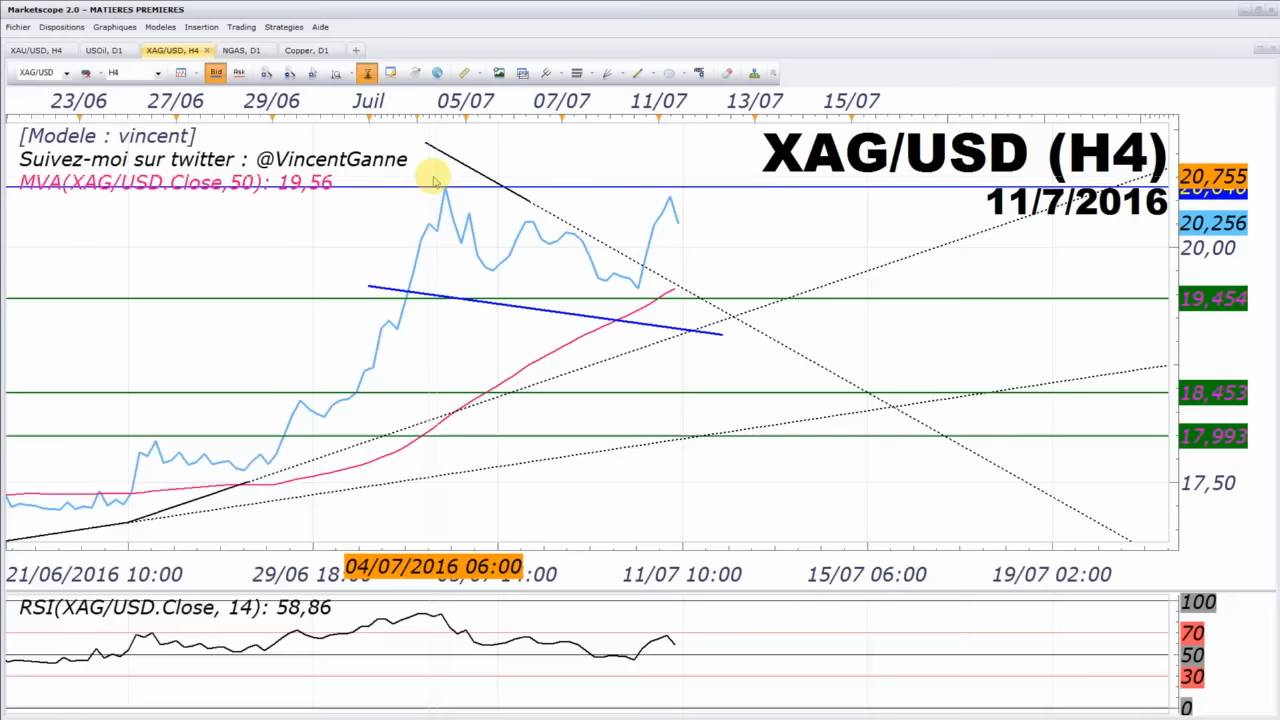 Marketscope 2.0 – MATIERES PREMIERES
Fichier Dispositions Graphiques Modeles Insertion Trading Strategies Aide
XAU/USD, H4 USOil, D1 XAG/USD, H4 NGAS, D1 Copper, D1
XAG/USD H4 Bid Rsk
23/06 27/06 29/06 Juil 05/07 07/07 11/07 13/07 15/07
[Modele : vincent]
Suivez-moi sur twitter : @VincentGanne
MVA(XAG/USD.Close,50): 19,56
XAG/USD (H4)
11/7/2016
20,755
20,256
20,00
19,454
18,453
17,993
17,50
21/06/2016 10:00 29/06 18:00 04/07/2016 06:00 11/07 10:00 15/07 06:00 19/07 02:00
RSI(XAG/USD.Close, 14): 58,86
100
70
50
30
0